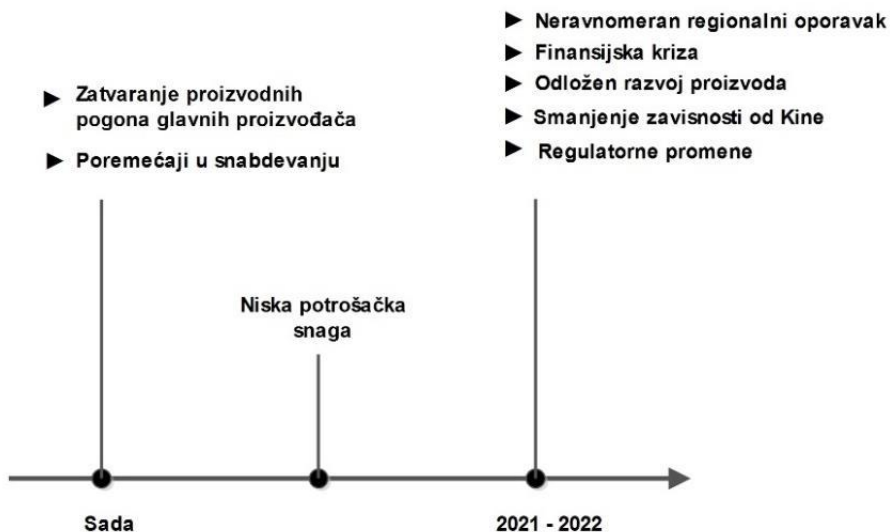 Zatvaranje proizvodnih
pogona glavnih proizvođača
Poremećaji u snabdevanju
Niska potrošačka
snaga
Neravnomeran regionalni oporavak
Finansijska kriza
Odložen razvoj proizvoda
Smanjenje zavisnosti od Kine
Regulatorne promene
Sada
2021 - 2022